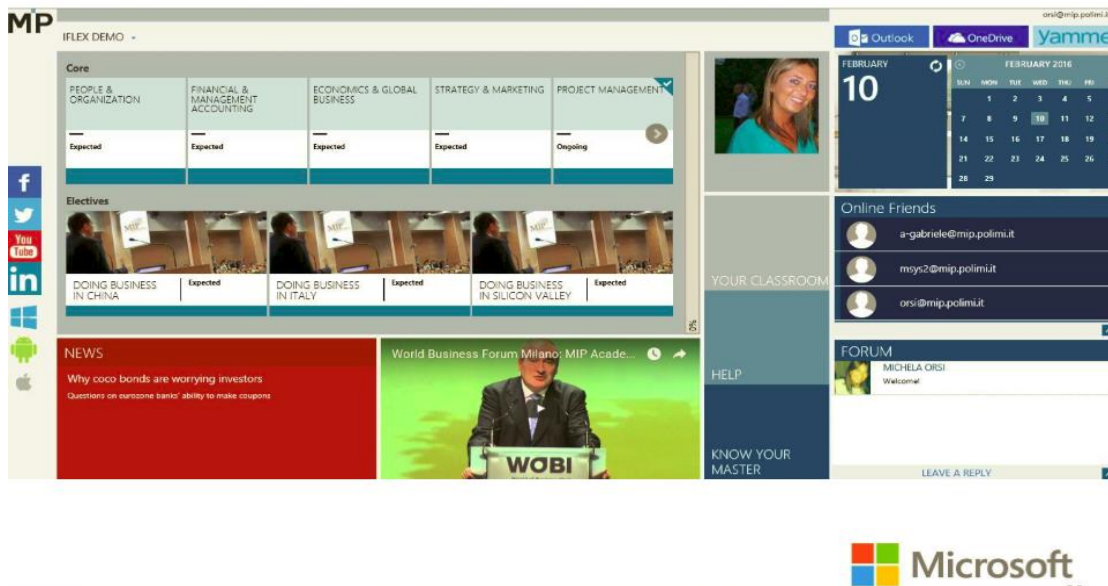 MIP
orsi@mip.polimi.it
IFLEX DEMO
Outlook
OneDrive
Yamme
Core
PEOPLE &
ORGANIZATION
Expected
FINANCIAL &
MANAGEMENT
ACCOUNTING
Expected
ECONOMICS & GLOBAL
BUSINESS
Expected
STRATEGY & MARKETING
Expected
PROJECT MANAGEMENT
Ongoing
Electives
MIP
DOING BUSINESS
IN CHINA
Expected
MIP
DOING BUSINESS
IN ITALY
Expected
MIP
DOING BUSINESS
IN SILICON VALLEY
Expected
0%
f
You
Tube
in
NEWS
Why coco bonds are worrying investors
Questions on eurozone banks' ability to make coupons
World Business Forum Milano: MIP Acade...
WOBI
YOUR CLASSROOM
HELP
KNOW YOUR
MASTER
FEBRUARY
10
FEBRUARY 2016
SUN MON TUE WED THU FRI
1 2 3 4 5
7 8 9 10 11 12
14 15 16 17 18 19
21 22 23 24 25 26
28 29
Online Friends
a-gabriele@mip.polimi.it
msys2@mip.polimi.it
orsi@mip.polimi.it
FORUM
MICHELA ORSI
Welcome!
LEAVE A REPLY
Microsoft